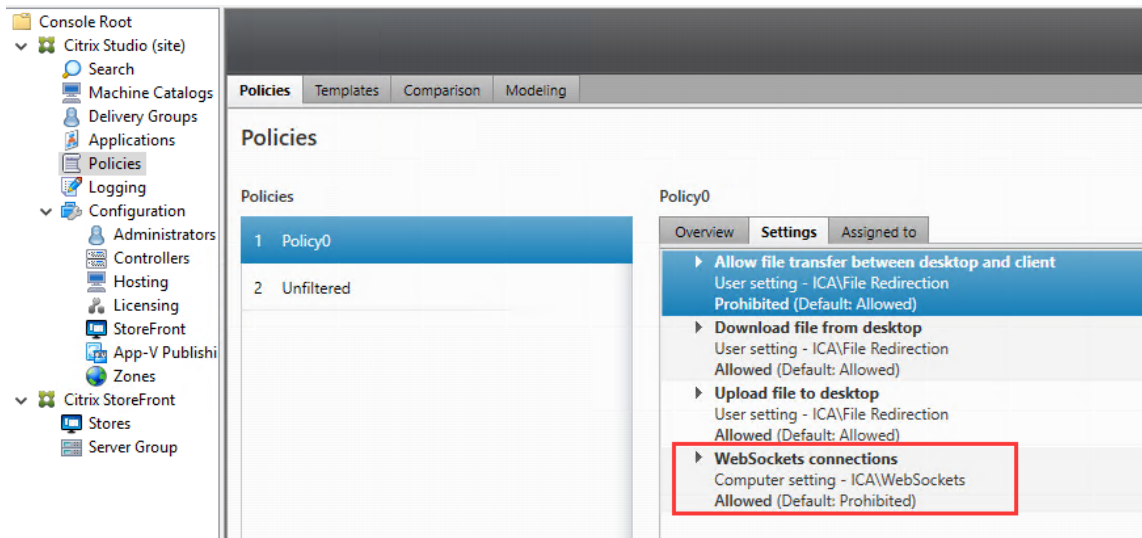 Console Root
Citrix Studio (site)
Search
Machine Catalogs
Delivery Groups
Applications
Policies
Logging
Configuration
Administrators
Controllers
Hosting
Licensing
StoreFront
App-V Publishi
Zones
Citrix StoreFront
Stores
Server Group
Policies Templates Comparison Modeling
Policies
Policies
1 Policy0
2 Unfiltered
Policy0
Overview Settings Assigned to
Allow file transfer between desktop and client
User setting - ICA\File Redirection
Prohibited (Default: Allowed)
Download file from desktop
User setting - ICA\File Redirection
Allowed (Default: Allowed)
Upload file to desktop
User setting - ICA\File Redirection
Allowed (Default: Allowed)
WebSockets connections
Computer setting - ICA\WebSockets
Allowed (Default: Prohibited)